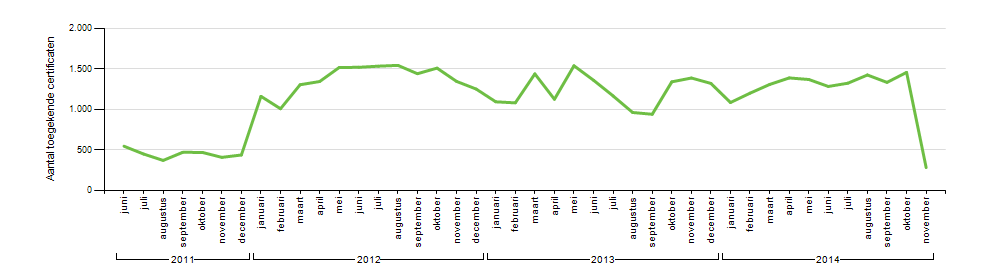 Aantal toegekende certificaten
2.000
1.500
1.000
500
0
juni
juli
augustus
september
oktober
november
december
januari
februari
maart
april
mei
juni
juli
augustus
september
oktober
november
december
januari
februari
maart
april
mei
juni
juli
augustus
september
oktober
november
december
januari
februari
maart
april
mei
juni
juli
augustus
september
oktober
november
2011
2012
2013
2014